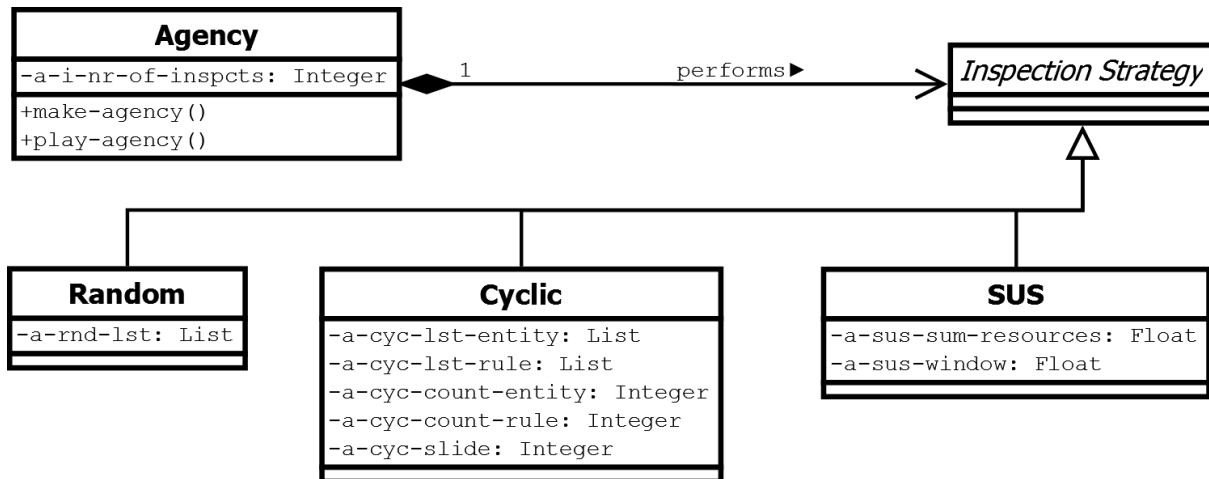 Agency
-a-i-nr-of-inspcts: Integer
+make-agency()
+play-agency()
1
performs►
Inspection Strategy
Random
-a-rnd-lst: List
Cyclic
-a-cyc-lst-entity: List
-a-cyc-lst-rule: List
-a-cyc-count-entity: Integer
-a-cyc-count-rule: Integer
-a-cyc-slide: Integer
SUS
-a-sus-sum-resources: Float
-a-sus-window: Float